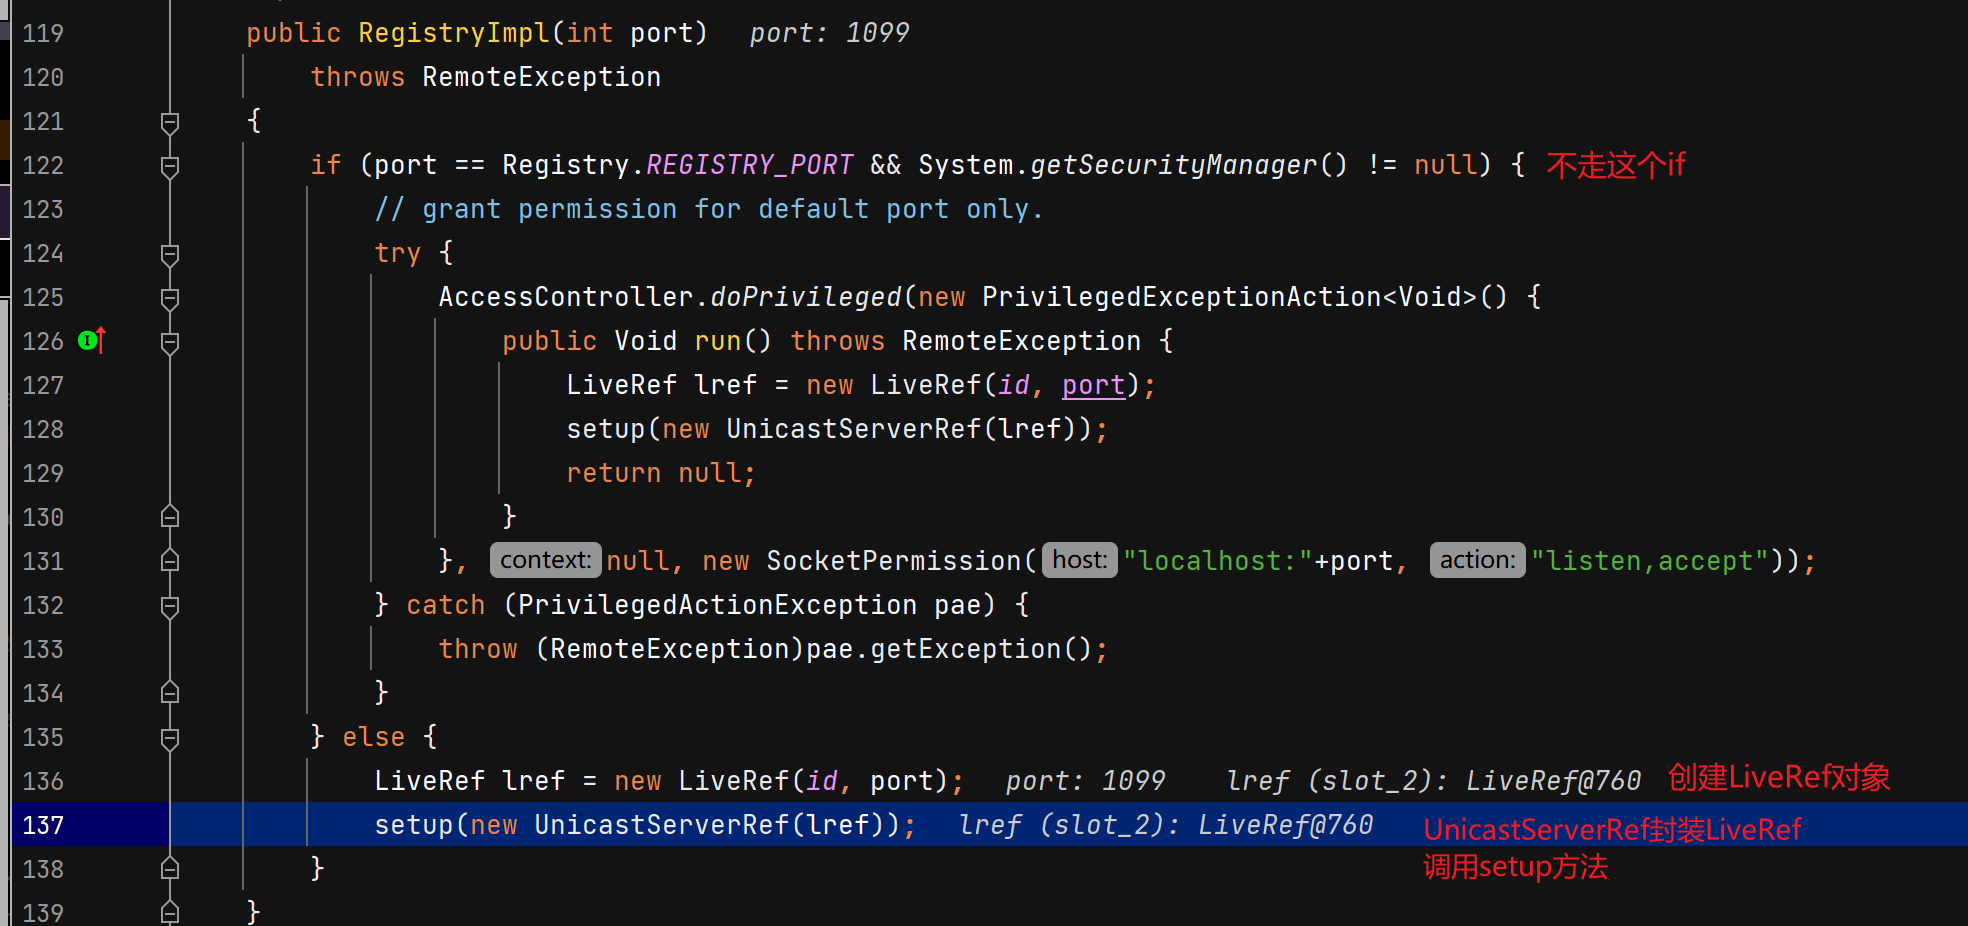 119 public RegistryImpl(int port) port: 1099
120 throws RemoteException
121 {
122 if (port == Registry.REGISTRY_PORT && System.getSecurityManager() != null) { 不走这个if
123 // grant permission for default port only.
124 try {
125 AccessController.doPrivileged(new PrivilegedExceptionAction<Void>() {
126 public Void run() throws RemoteException {
127 LiveRef lref = new LiveRef(id, port);
128 setup(new UnicastServerRef(lref));
129 return null;
130 }
131 }, context: null, new SocketPermission( host: "localhost:"+port, action: "listen,accept"));
132 } catch (PrivilegedActionException pae) {
133 throw (RemoteException)pae.getException();
134 }
135 } else {
136 LiveRef lref = new LiveRef(id, port); port: 1099 lref (slot_2): LiveRef@760 创建LiveRef对象
137 setup(new UnicastServerRef(lref)); lref (slot_2): LiveRef@760 UnicastServerRef封装LiveRef
138 } 调用setup方法
139 }